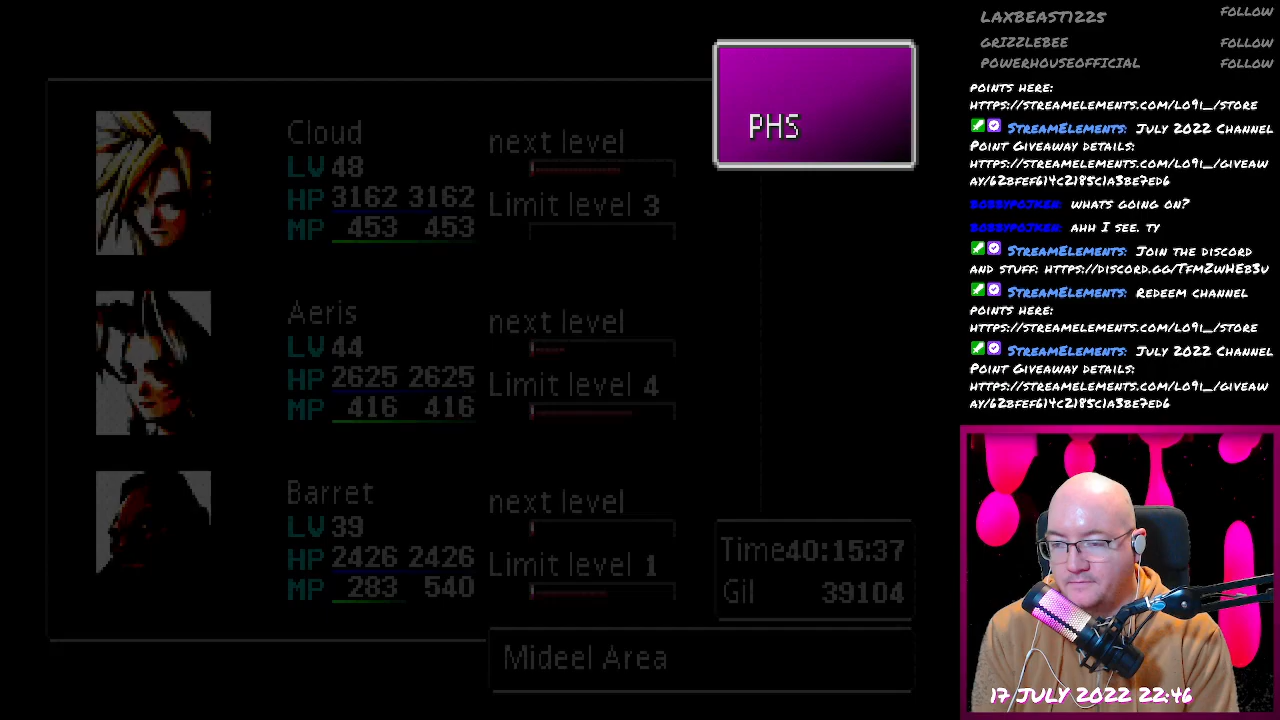 PHS
Cloud
LV 48
HP 3162 3162
MP 453 453
next level
Limit level 3
Aeris
LV 44
HP 2625 2625
MP 416 416
next level
Limit level 4
Barret
LV 39
HP 2426 2426
MP 283 540
next level
Limit level 1
Time40:15:37
Gil 39104
Mideel Area
LAXBEAST1225 FOLLOW
GRIZZLEBEE FOLLOW
POWERHOUSEOFFICIAL FOLLOW
POINTS HERE:
HTTPS://STREAMELEMENTS.COM/LO9I_/STORE
STREAMELEMENTS: JULY 2022 CHANNEL
POINT GIVEAWAY DETAILS:
HTTPS://STREAMELEMENTS.COM/LO9I_/GIVEAW
AY/62BFEF614C2185C1A3BE7ED6
BOBBYPOJKEN: WHATS GOING ON?
BOBBYPOJKEN: AHH I SEE. TY
STREAMELEMENTS: JOIN THE DISCORD
AND STUFF: HTTPS://DISCORD.GG/TFMZWHEB3U
STREAMELEMENTS: REDEEM CHANNEL
POINTS HERE:
HTTPS://STREAMELEMENTS.COM/LO9I_/STORE
STREAMELEMENTS: JULY 2022 CHANNEL
POINT GIVEAWAY DETAILS:
HTTPS://STREAMELEMENTS.COM/LO9I_/GIVEAW
AY/62BFEF614C2185C1A3BE7ED6
17 JULY 2022 22:46